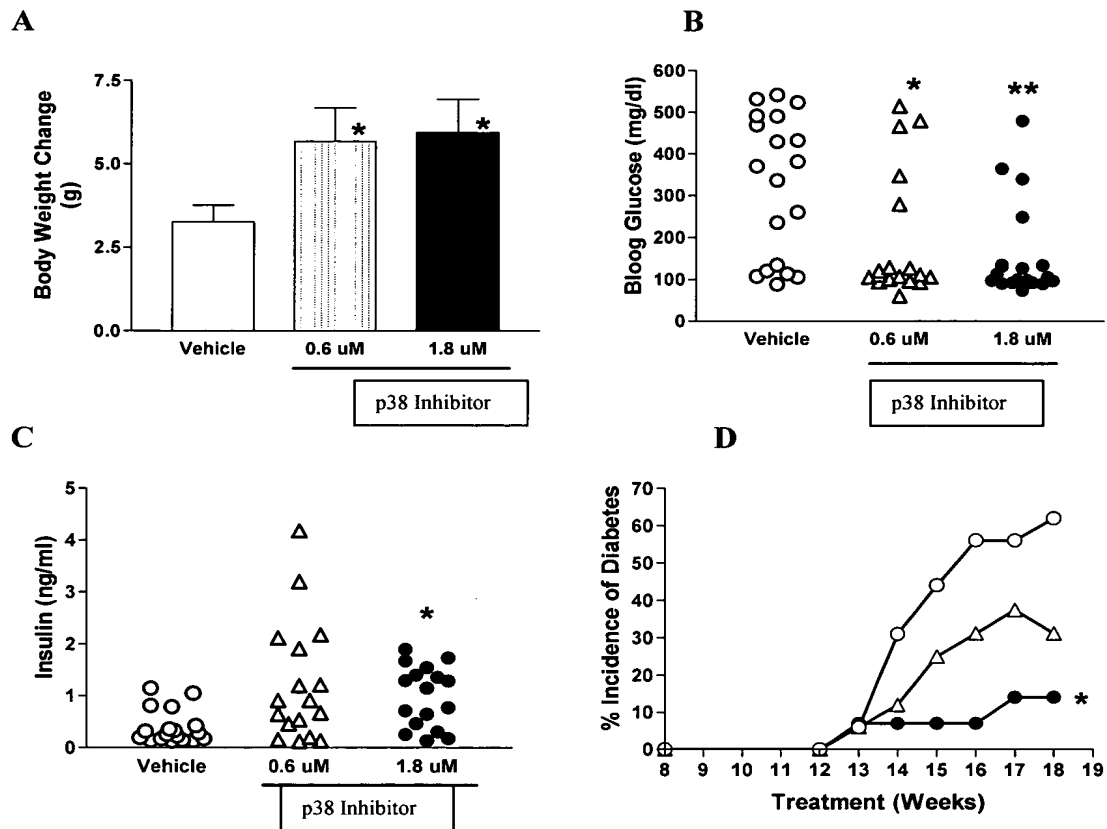 A
Body Weight Change
(g)
7.5
5.0
2.5
0.0
*
*
Vehicle
0.6 uM
1.8 uM
p38 Inhibitor
B
Bloog Glucose (mg/dl)
600
500
400
300
200
100
0
*
**
Vehicle
0.6 uM
1.8 uM
p38 Inhibitor
C
Insulin (ng/ml)
5
4
3
2
1
0
*
Vehicle
0.6 uM
1.8 uM
p38 Inhibitor
D
% Incidence of Diabetes
70
60
50
40
30
20
10
0
*
8 9 10 11 12 13 14 15 16 17 18 19
Treatment (Weeks)